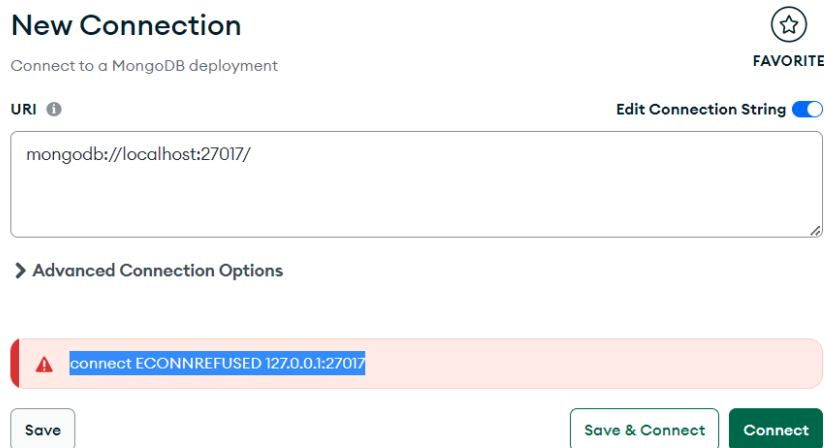 New Connection
FAVORITE
Connect to a MongoDB deployment
URI
Edit Connection String
mongodb://localhost:27017/
Advanced Connection Options
connect ECONNREFUSED 127.0.0.1:27017
Save
Save & Connect
Connect